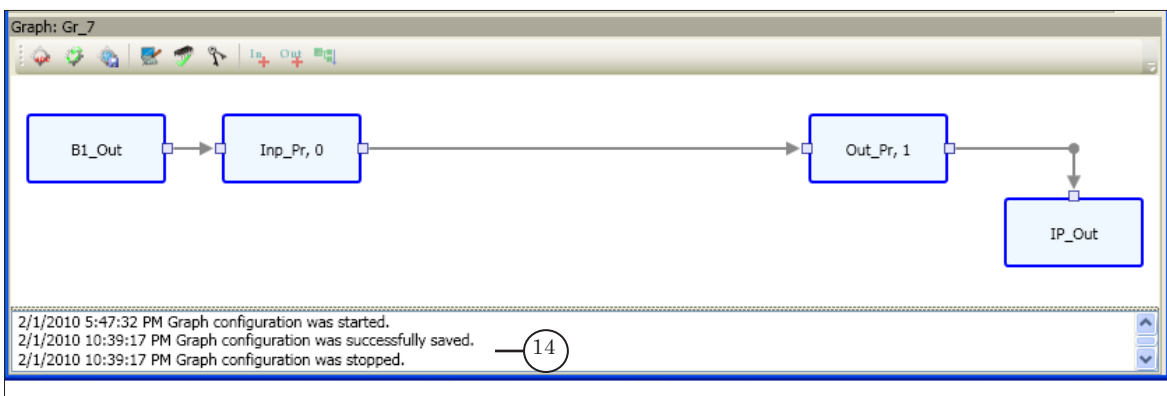 Graph: Gr_7
In Out
B1_Out
Inp_Pr, 0
Out_Pr, 1
IP_Out
2/1/2010 5:47:32 PM Graph configuration was started.
2/1/2010 10:39:17 PM Graph configuration was successfully saved.
14
2/1/2010 10:39:17 PM Graph configuration was stopped.